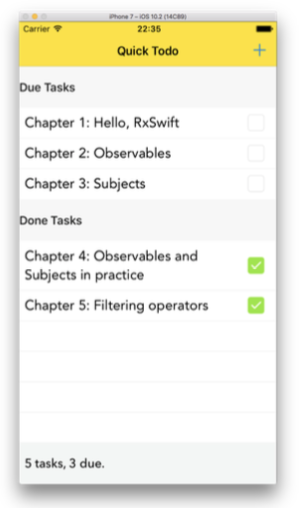 iPhone 7 – iOS 10.2 (14C89)
Carrier 22:35
Quick Todo +
Due Tasks
Chapter 1: Hello, RxSwift
Chapter 2: Observables
Chapter 3: Subjects
Done Tasks
Chapter 4: Observables and
Subjects in practice
Chapter 5: Filtering operators
5 tasks, 3 due.